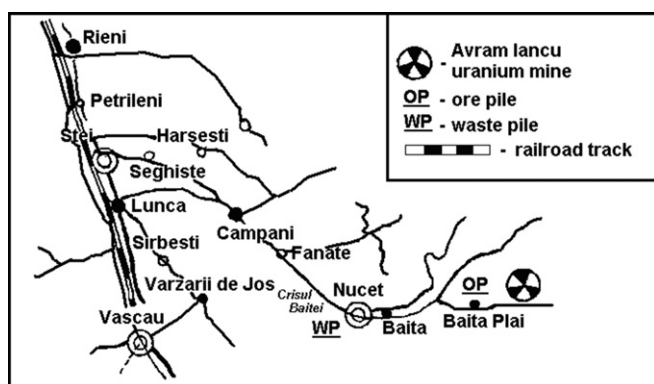 Rieni
Petrileni
Stei
Harsesti
Seghiste
Lunca
Campani
Sirbesti
Fanate
Varzarii de Jos
Crisul
Baitei
Nucet
Vascau
WP
Baita
OP
Baita Plai
- Avram Iancu
uranium mine
OP - ore pile
WP - waste pile
- railroad track